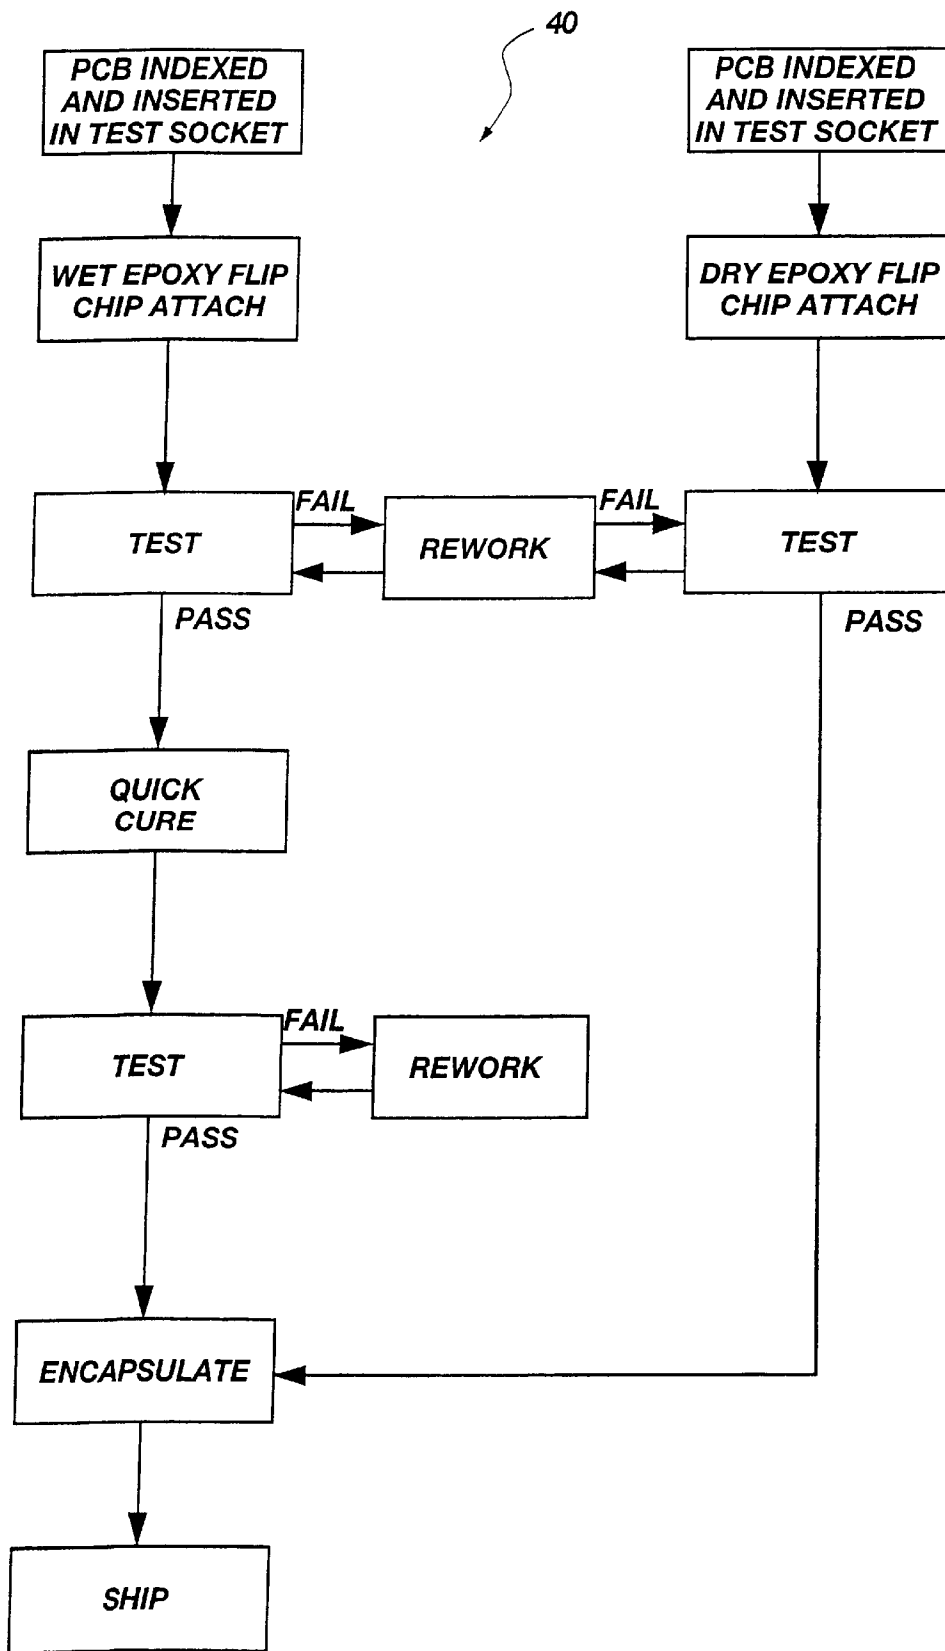 40
PCB INDEXED
AND INSERTED
IN TEST SOCKET
PCB INDEXED
AND INSERTED
IN TEST SOCKET
WET EPOXY FLIP
CHIP ATTACH
DRY EPOXY FLIP
CHIP ATTACH
TEST
FAIL
REWORK
FAIL
TEST
PASS
PASS
QUICK
CURE
TEST
FAIL
REWORK
PASS
ENCAPSULATE
SHIP